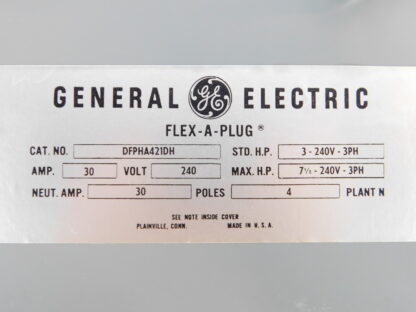 GENERAL GE ELECTRIC
FLEX-A-PLUG®
CAT. NO. DFPHA421DH STD. H.P. 3 - 240V - 3PH
AMP. 30 VOLT 240 MAX. H.P. 7½ - 240V - 3PH
NEUT. AMP. 30 POLES 4 PLANT N
SEE NOTE INSIDE COVER
PLAINVILLE, CONN. MADE IN U.S.A.